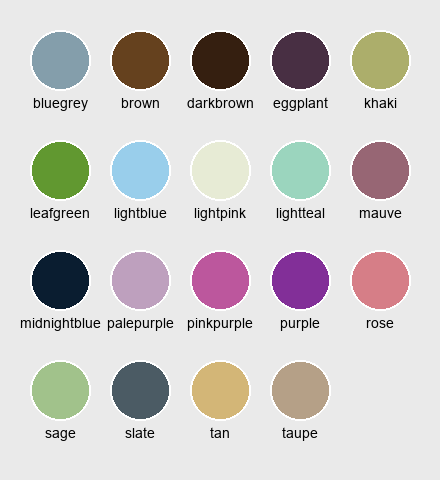 bluegrey brown darkbrown eggplant khaki
leafgreen lightblue lightpink lightteal mauve
midnightblue palepurple pinkpurple purple rose
sage slate tan taupe